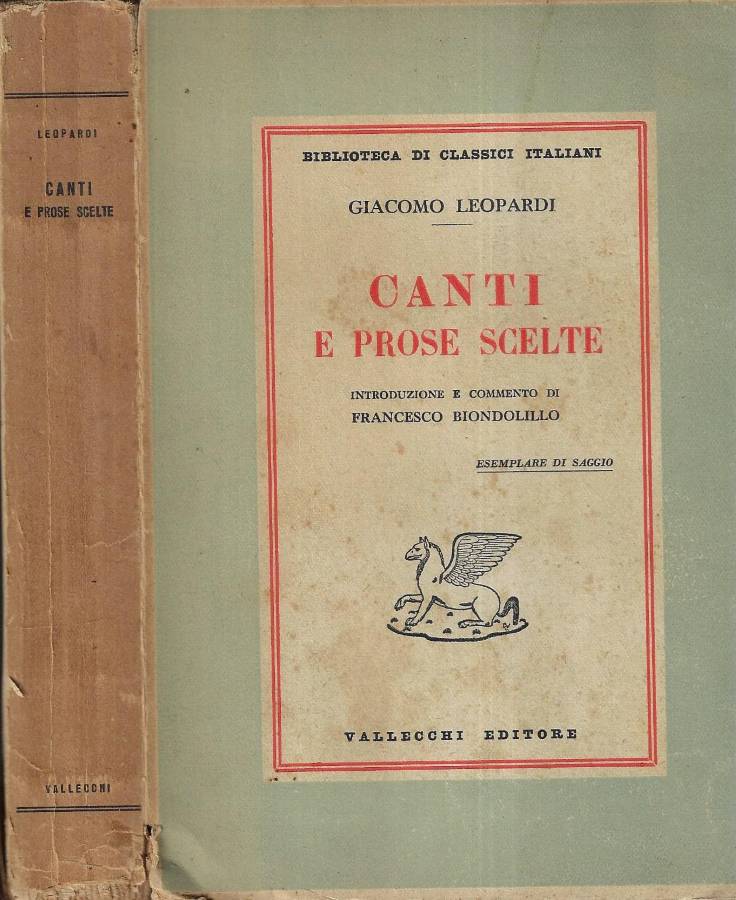 LEOPARDI
CANTI
E PROSE SCELTE
VALLECCHI
BIBLIOTECA DI CLASSICI ITALIANI
GIACOMO LEOPARDI
CANTI
E PROSE SCELTE
INTRODUZIONE E COMMENTO DI
FRANCESCO BIONDOLILLO
ESEMPLARE DI SAGGIO
VALLECCHI EDITORE